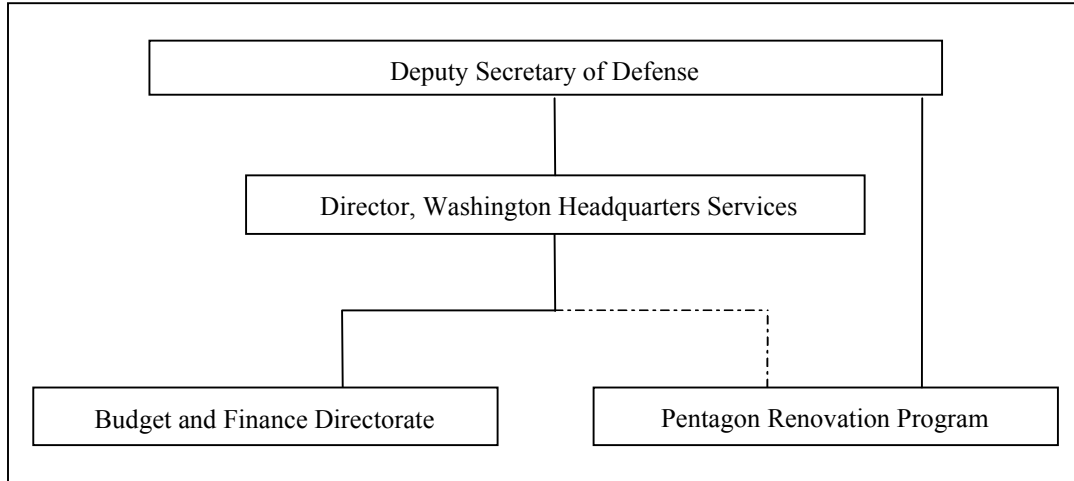 Deputy Secretary of Defense
Director, Washington Headquarters Services
Budget and Finance Directorate
Pentagon Renovation Program